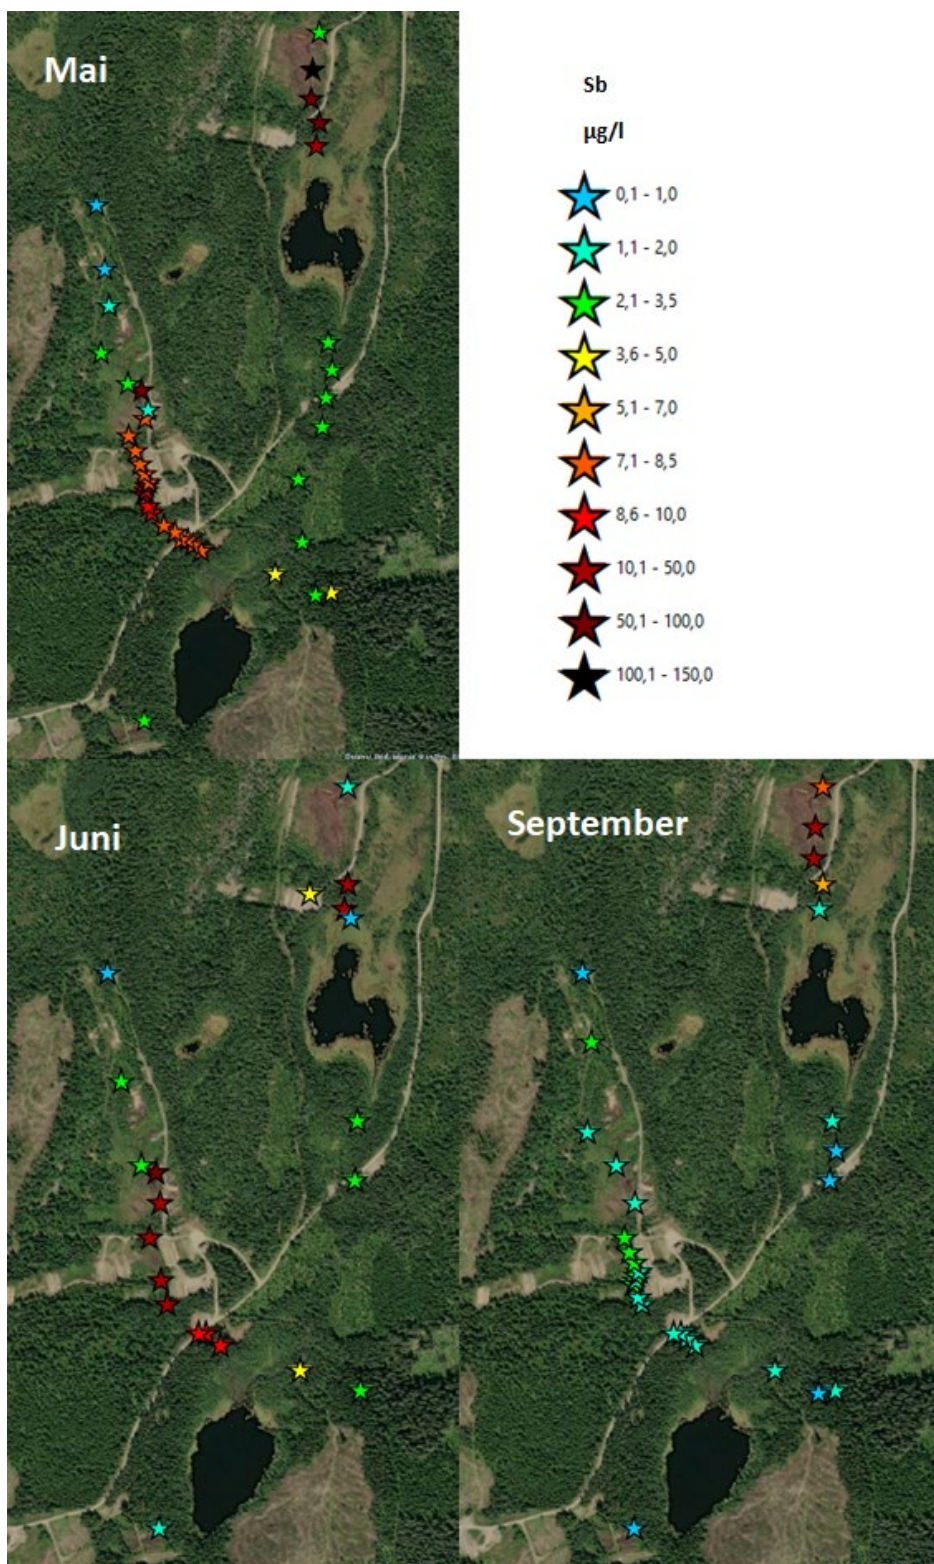 Mai
Sb
µg/l
0,1 - 1,0
1,1 - 2,0
2,1 - 3,5
3,6 - 5,0
5,1 - 7,0
7,1 - 8,5
8,6 - 10,0
10,1 - 50,0
50,1 - 100,0
100,1 - 150,0
Juni
September